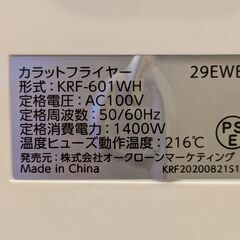 カラットフライヤー 29EWE
形式：KRF-601WH
定格電圧：AC100V
定格周波数：50/60Hz
定格消費電力：1400W
温度ヒューズ動作温度：216℃
PS
E
発売元：株式会社オークローンマーケティング
Made in China KRF20200821S1